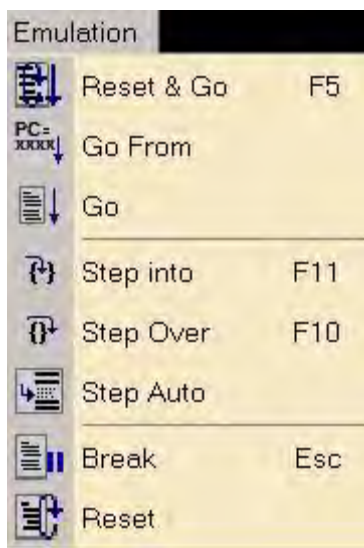 Emulation
Reset & Go F5
PC=
xxxx Go From
Go
Step into F11
Step Over F10
Step Auto
Break Esc
Reset